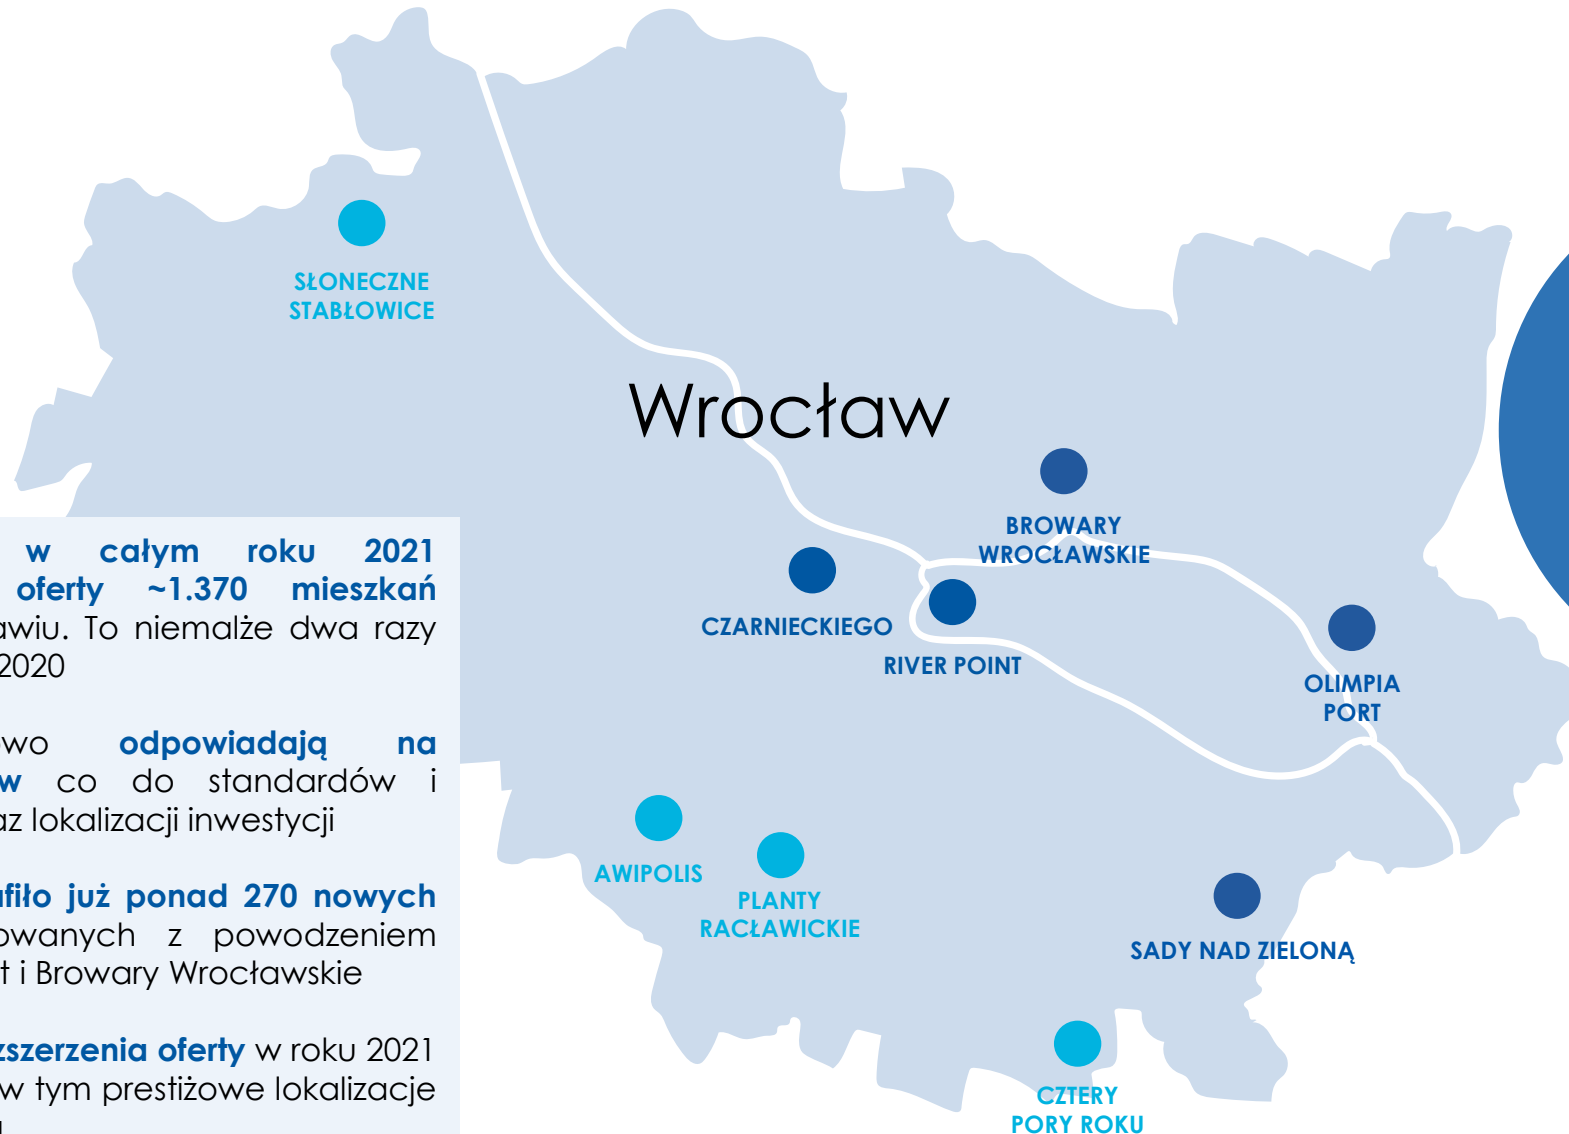 SŁONECZNE
STABŁOWICE
Wrocław
BROWARY
WROCŁAWSKIE
CZARNIECKIEGO
RIVER POINT
OLIMPIA
PORT
AWIPOLIS
PLANTY
RACŁAWICKIE
SADY NAD ZIELONĄ
CZTERY
PORY ROKU
w całym roku 2021
oferty ~1.370 mieszkań
awiu. To niemalże dwa razy
2020
wo odpowiadają na
w co do standardów i
az lokalizacji inwestycji
afiło już ponad 270 nowych
owanych z powodzeniem
t i Browary Wrocławskie
zszerzenia oferty w roku 2021
w tym prestiżowe lokalizacje